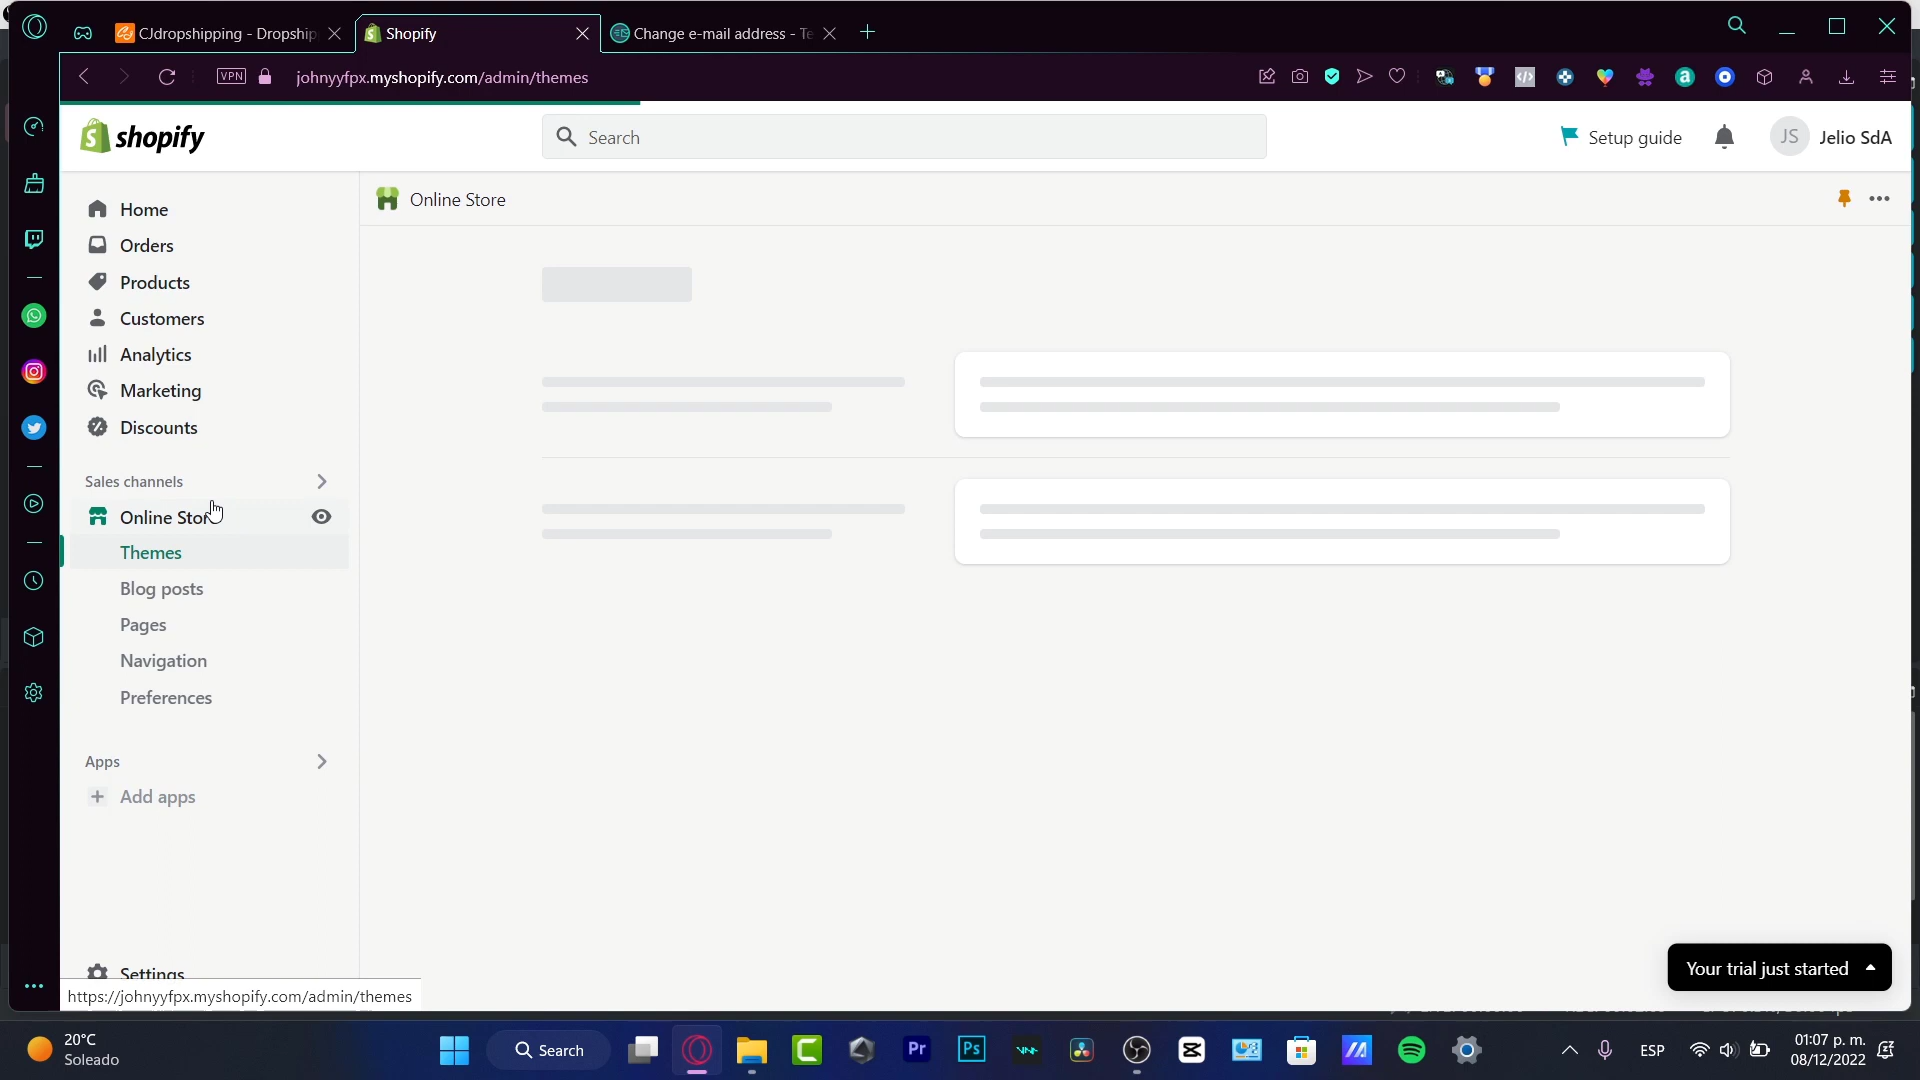 CJdropshipping - Dropship
Shopify
Change e-mail address - Te
VPN
johnyyfpx.myshopify.com/admin/themes
shopify
Search
Setup guide
JS
Jelio SdA
Home
Online Store
Orders
Products
Customers
Analytics
Marketing
Discounts
Sales channels
Online Stor
Themes
Blog posts
Pages
Navigation
Preferences
Apps
Add apps
Settings
Your trial just started
https://johnyyfpx.myshopify.com/admin/themes
20°C
Soleado
Search
Pr
Ps
ESP
01:07 p. m.
08/12/2022